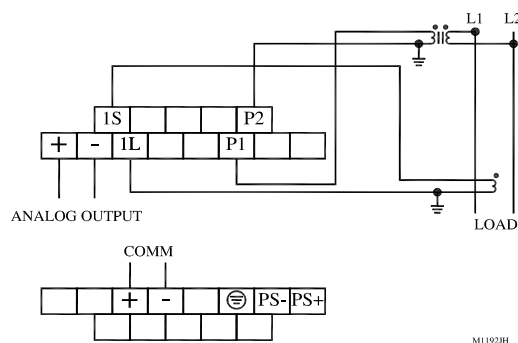 L1 L2
1S P2
+ - 1L P1
ANALOG OUTPUT
LOAD
COMM
+ - PS- PS+
M1192JH